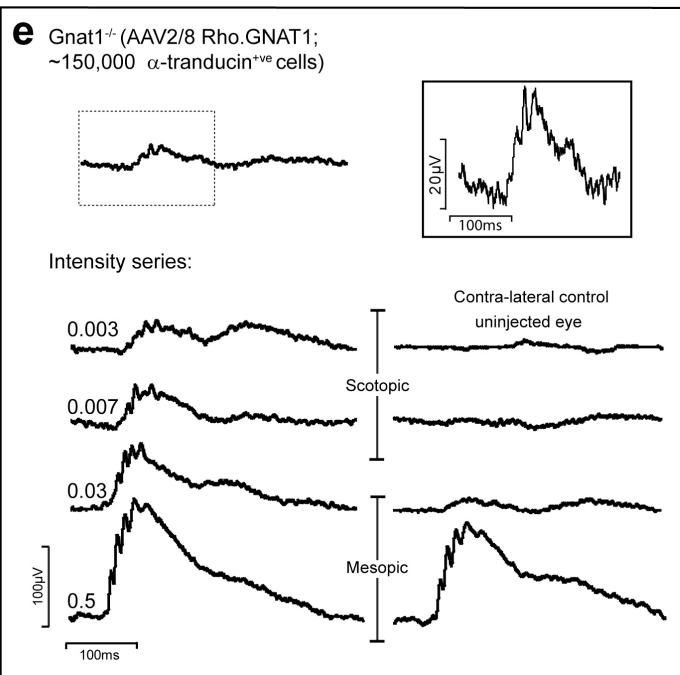 e
Gnat1-/- (AAV2/8 Rho.GNAT1;
~150,000 α-tranducin+ve cells)
20µV
100ms
Intensity series:
Contra-lateral control
uninjected eye
0.003
Scotopic
0.007
0.03
Mesopic
0.5
100µV
100ms